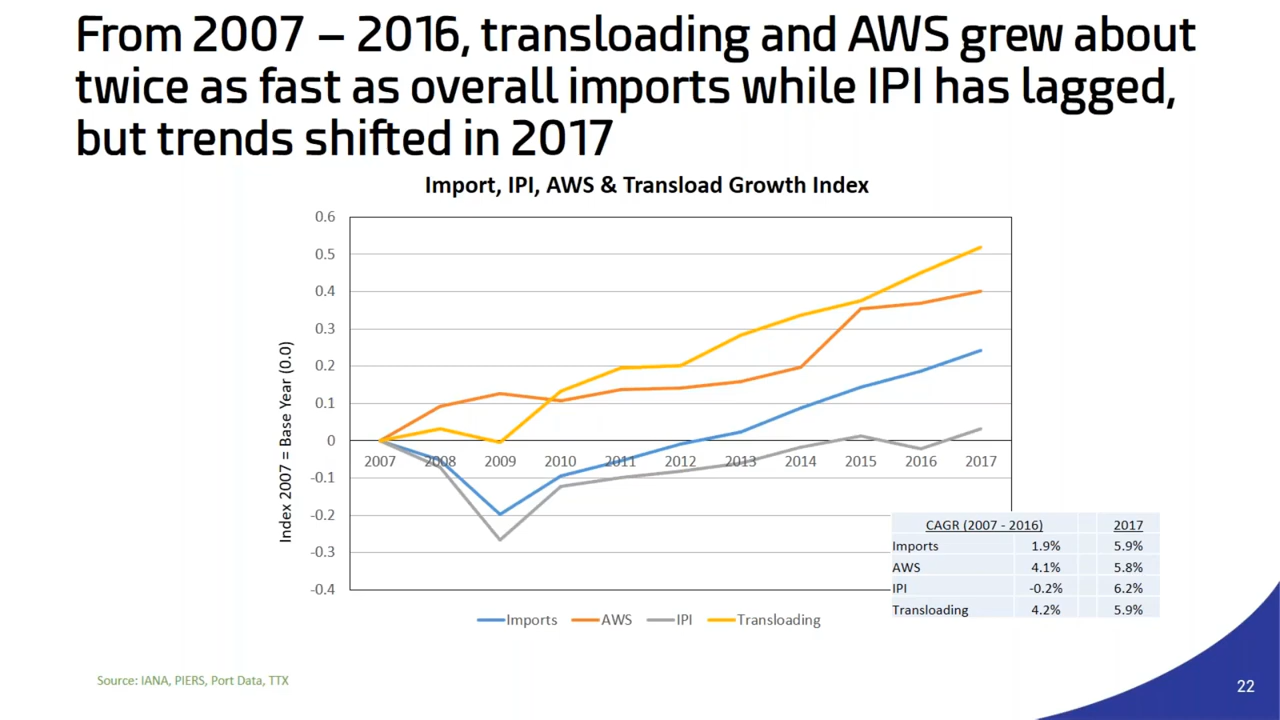 From 2007 – 2016, transloading and AWS grew about
twice as fast as overall imports while IPI has lagged,
but trends shifted in 2017
Import, IPI, AWS & Transload Growth Index
Index 2007 = Base Year (0.0)
0.6
0.5
0.4
0.3
0.2
0.1
0
-0.1
-0.2
-0.3
-0.4
2007 2008 2009 2010 2011 2012 2013 2014 2015 2016 2017
CAGR (2007 - 2016) 2017
Imports 1.9% 5.9%
AWS 4.1% 5.8%
IPI -0.2% 6.2%
Transloading 4.2% 5.9%
Imports AWS IPI Transloading
Source: IANA, PIERS, Port Data, TTX
22